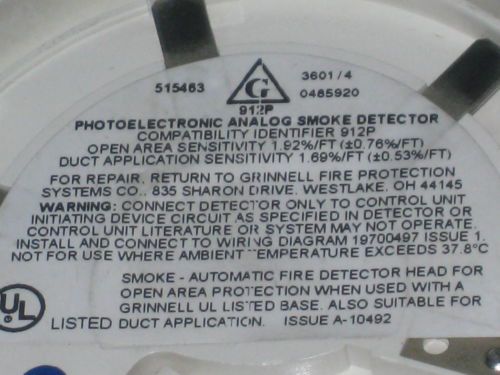 515463
G
3601/4
0485920
912P
PHOTOELECTRONIC ANALOG SMOKE DETECTOR
COMPATIBILITY IDENTIFIER 912P
OPEN AREA SENSITIVITY 1.92%/FT (±0.76%/FT)
DUCT APPLICATION SENSITIVITY 1.69%/FT (±0.53%/FT)
FOR REPAIR, RETURN TO GRINNELL FIRE PROTECTION
SYSTEMS CO., 835 SHARON DRIVE, WESTLAKE, OH 44145
WARNING: CONNECT DETECTOR ONLY TO CONTROL UNIT
INITIATING DEVICE CIRCUIT AS SPECIFIED IN DETECTOR OR
CONTROL UNIT LITERATURE OR SYSTEM MAY NOT OPERATE.
INSTALL AND CONNECT TO WIRING DIAGRAM 19700497 ISSUE 1.
NOT FOR USE WHERE AMBIENT TEMPERATURE EXCEEDS 37.8°C
SMOKE - AUTOMATIC FIRE DETECTOR HEAD FOR
OPEN AREA PROTECTION WHEN USED WITH A
GRINNELL UL LISTED BASE. ALSO SUITABLE FOR
UL ®
LISTED DUCT APPLICATION. ISSUE A-10492